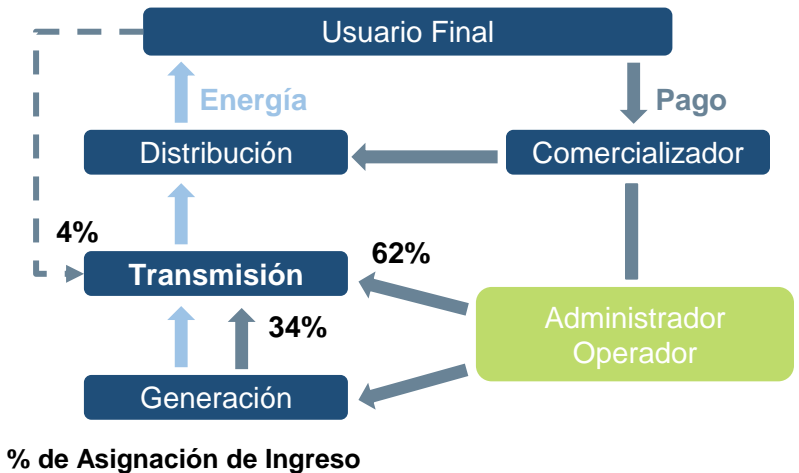 Usuario Final
Energía
Pago
Distribución
Comercializador
4%
62%
Transmisión
34%
Administrador
Operador
Generación
% de Asignación de Ingreso